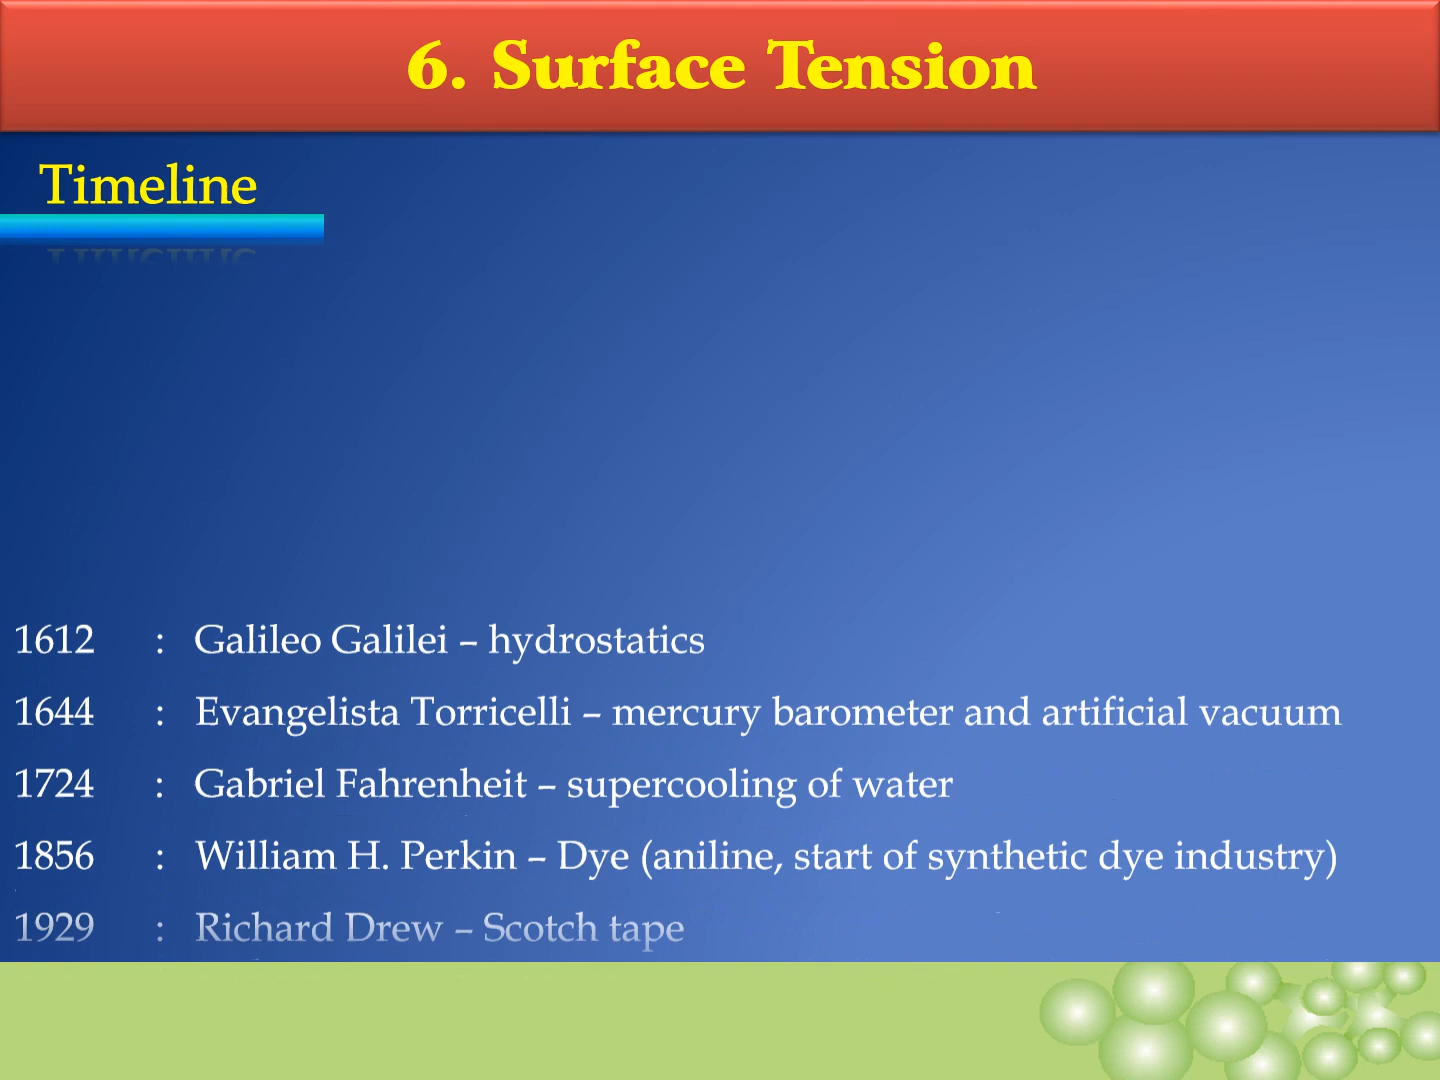 6. Surface Tension
Timeline
1612 : Galileo Galilei – hydrostatics
1644 : Evangelista Torricelli – mercury barometer and artificial vacuum
1724 : Gabriel Fahrenheit – supercooling of water
1856 : William H. Perkin – Dye (aniline, start of synthetic dye industry)
1929 : Richard Drew – Scotch tape